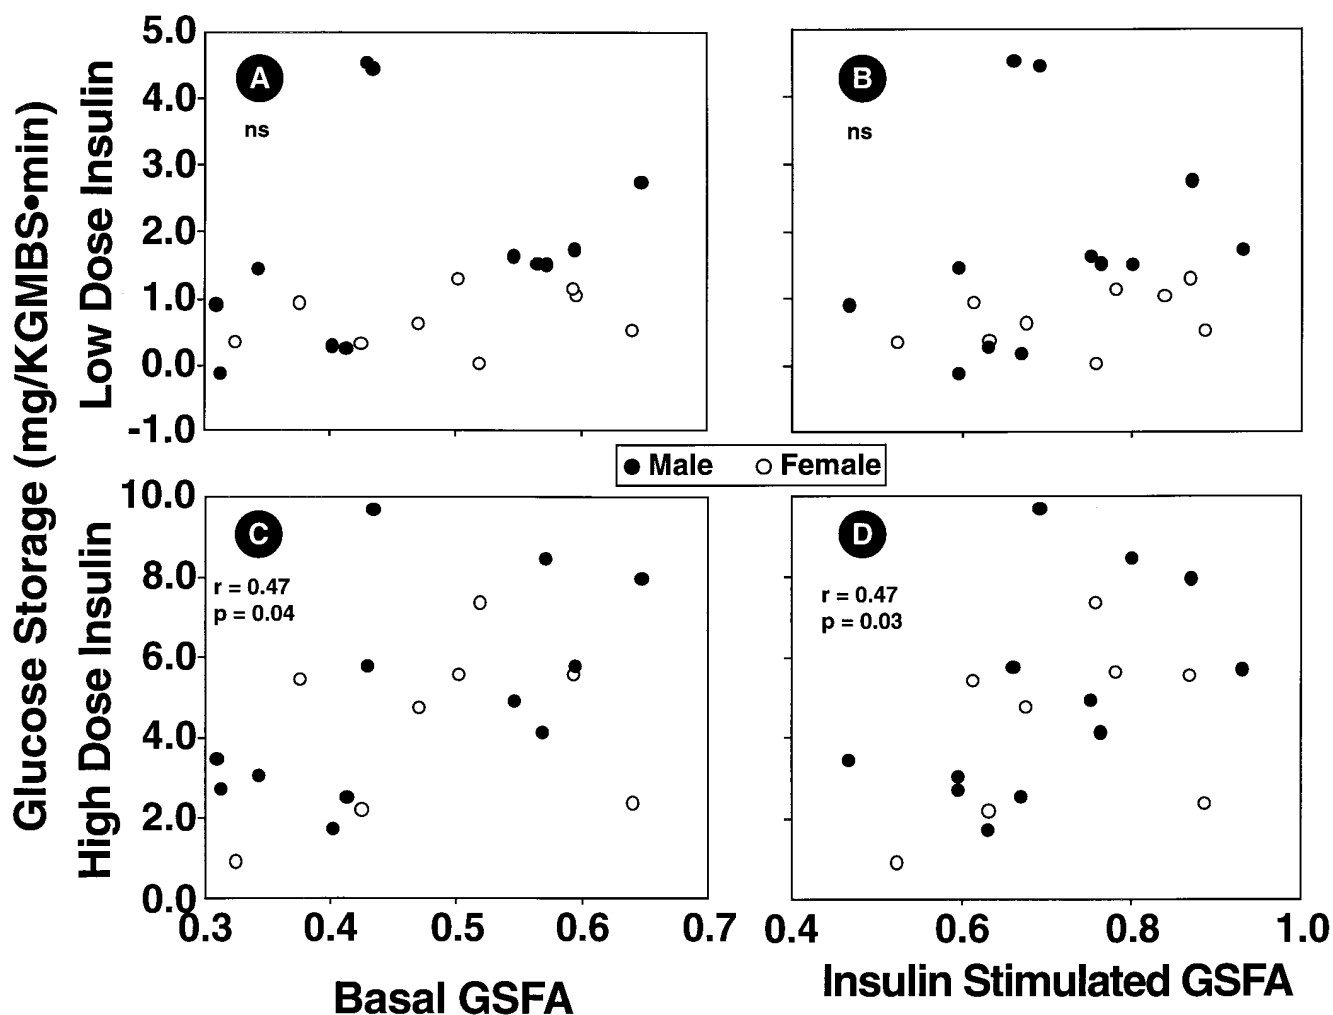 Glucose Storage (mg/KGMBS•min)
Low Dose Insulin
High Dose Insulin
5.0
4.0
3.0
2.0
1.0
0.0
-1.0
A
ns
B
ns
Male Female
10.0
8.0
6.0
4.0
2.0
0.0
C
r = 0.47
p = 0.04
D
r = 0.47
p = 0.03
0.3 0.4 0.5 0.6 0.7
0.4 0.6 0.8 1.0
Basal GSFA
Insulin Stimulated GSFA